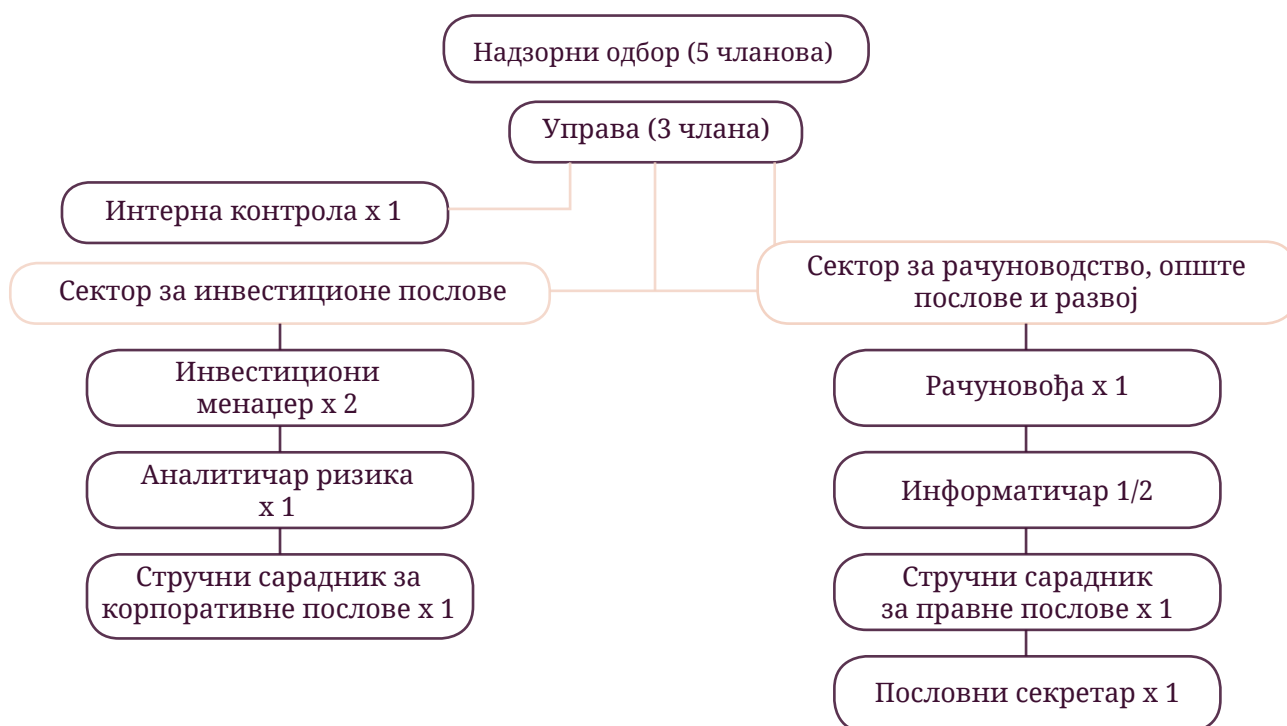 Надзорни одбор (5 чланова)
Управа (3 члана)
Интерна контрола x 1
Сектор за инвестиционе послове
Сектор за рачуноводство, опште
послове и развој
Инвестициони
менаџер x 2
Рачуновођа x 1
Аналитичар ризика
x 1
Информатичар 1/2
Стручни сарадник за
корпоративне послове x 1
Стручни сарадник
за правне послове x 1
Пословни секретар x 1